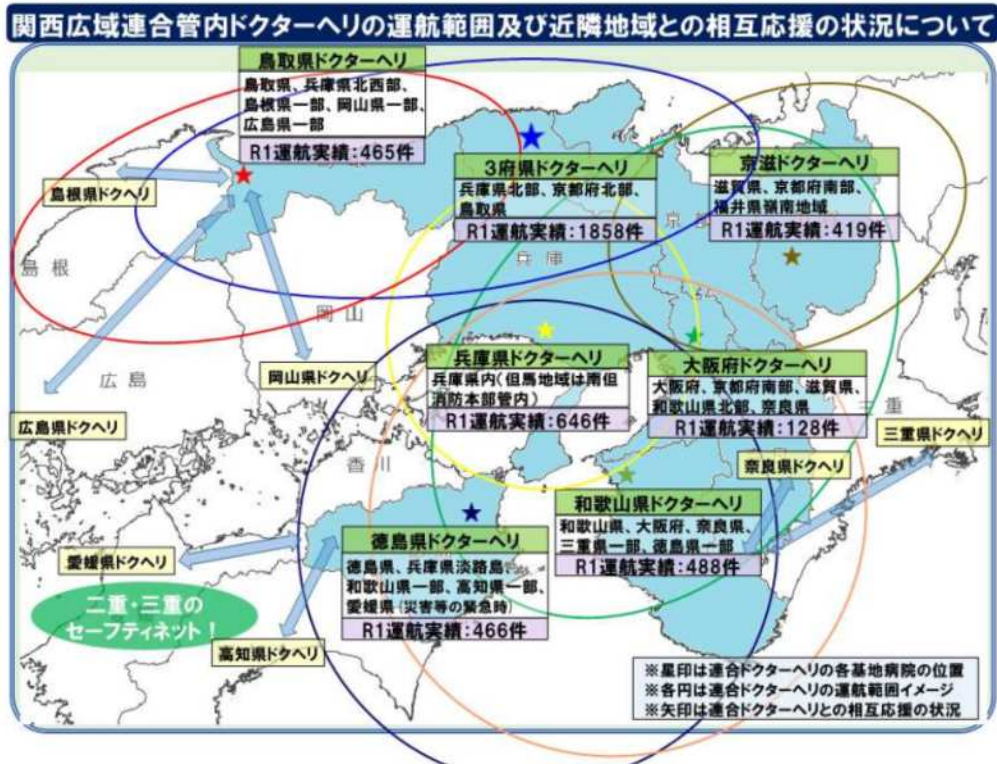 関西広域連合管内ドクターヘリの運航範囲及び近隣地域との相互応援の状況について
鳥取県ドクターヘリ
鳥取県、兵庫県北西部、
島根県一部、岡山県一部、
広島県一部
R1運航実績:465件
3府県ドクターヘリ
兵庫県北部、京都府北部、
鳥取県
R1運航実績:1858件
京滋ドクターヘリ
滋賀県、京都府南部、
福井県嶺南地域
R1運航実績:419件
島根県ドクヘリ
島根
兵庫
岡山
広島
岡山県ドクヘリ
広島県ドクヘリ
兵庫県ドクターヘリ
兵庫県内(但馬地域は南但
消防本部管内)
R1運航実績:646件
大阪府ドクターヘリ
大阪府、京都府南部、滋賀県、
和歌山県北部、奈良県
R1運航実績:128件
三重
三重県ドクヘリ
奈良県ドクヘリ
香川
和歌山県ドクターヘリ
和歌山県、大阪府、奈良県、
三重県一部、徳島県一部
R1運航実績:488件
徳島県ドクターヘリ
徳島県、兵庫県淡路島、
和歌山県一部、高知県一部、
愛媛県(災害等の緊急時)
R1運航実績:466件
愛媛県ドクヘリ
二重・三重の
セーフティネット!
高知県ドクヘリ
※星印は連合ドクターヘリの各基地病院の位置
※各円は連合ドクターヘリの運航範囲イメージ
※矢印は連合ドクターヘリとの相互応援の状況